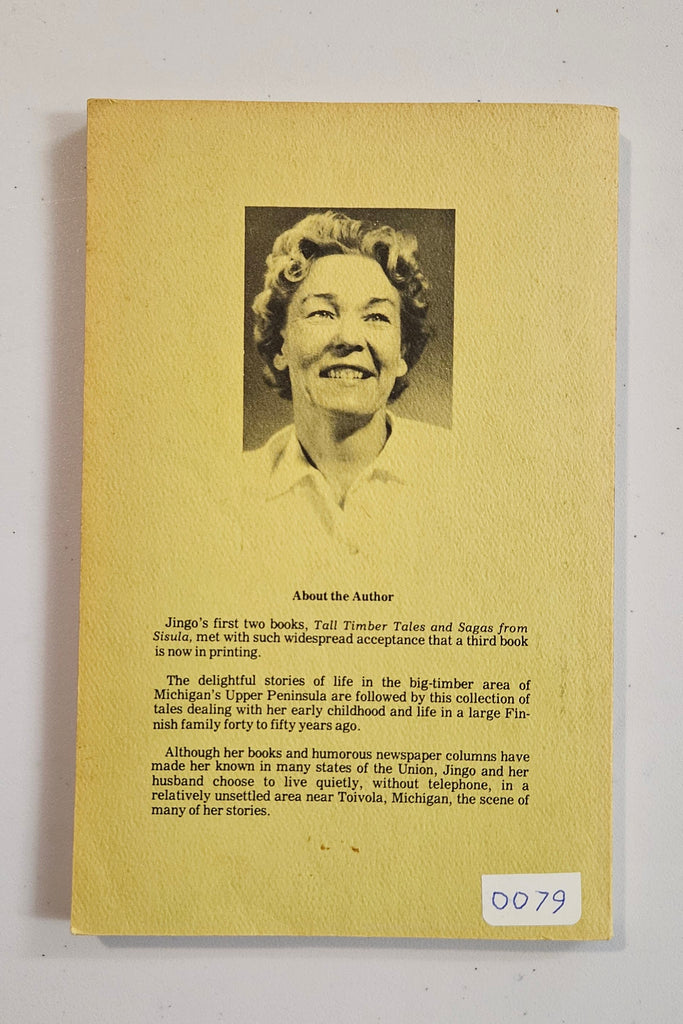 About the Author
Jingo's first two books, Tall Timber Tales and Sagas from
Sisula, met with such widespread acceptance that a third book
is now in printing.
The delightful stories of life in the big-timber area of
Michigan's Upper Peninsula are followed by this collection of
tales dealing with her early childhood and life in a large Fin-
nish family forty to fifty years ago.
Although her books and humorous newspaper columns have
made her known in many states of the Union, Jingo and her
husband choose to live quietly, without telephone, in a
relatively unsettled area near Toivola, Michigan, the scene of
many of her stories.
0079